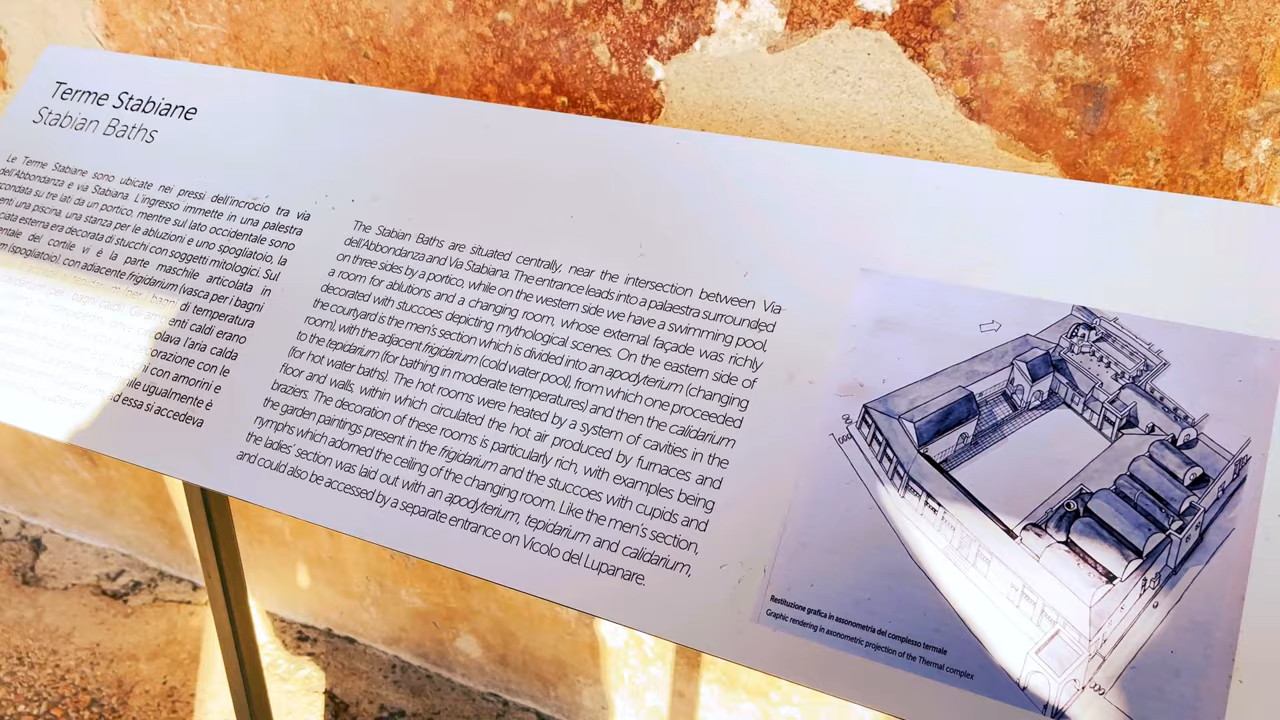 Terme Stabiane
Stabian Baths
Le Terme Stabiane sono ubicate nei pressi dell'incrocio tra via
dell'Abbondanza e via Stabiana. L'ingresso immette in una palestra
su tre lati da un portico, mentre sul lato occidentale sono
una piscina, una stanza per le abluzioni e uno spogliatoio, la
esterna era decorata di stucchi con soggetti mitologici. Sul
del cortile vi è la parte maschile articolata in
(spogliatoio), con adiacente frigidarium (vasca per i bagni
di temperatura
caldi erano
l'aria calda
con le
con amorini e
ugualmente è
essa si accedeva
The Stabian Baths are situated centrally, near the intersection between Via
dell'Abbondanza and Via Stabiana. The entrance leads into a palaestra surrounded
on three sides by a portico, while on the western side we have a swimming pool,
a room for ablutions and a changing room, whose external façade was richly
decorated with stuccoes depicting mythological scenes. On the eastern side of
the courtyard is the men's section which is divided into an apodyterium (changing
room), with the adjacent frigidarium (cold water pool), from which one proceeded
to the tepidarium (for bathing in moderate temperatures) and then the calidarium
(for hot water baths). The hot rooms were heated by a system of cavities in the
floor and walls, within which circulated the hot air produced by furnaces and
braziers. The decoration of these rooms is particularly rich, with examples being
the garden paintings present in the frigidarium and the stuccoes with cupids and
nymphs which adorned the ceiling of the changing room. Like the men's section,
the ladies' section was laid out with an apodyterium, tepidarium and calidarium,
and could also be accessed by a separate entrance on Vicolo del Lupanare.
Restituzione grafica in assonometria del complesso termale
Graphic rendering in axonometric projection of the Thermal complex